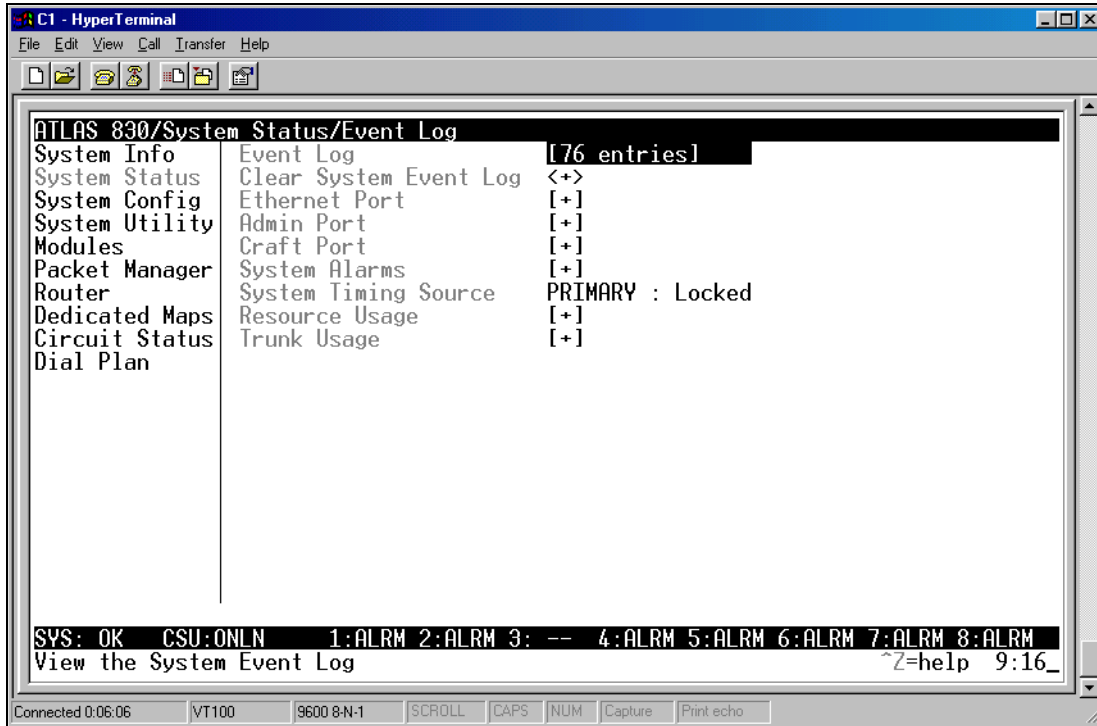 C1 - HyperTerminal
File Edit View Call Transfer Help
ATLAS 830/System Status/Event Log
System Info Event Log [76 entries]
System Status Clear System Event Log <+>
System Config Ethernet Port [+]
System Utility Admin Port [+]
Modules Craft Port [+]
Packet Manager System Alarms [+]
Router System Timing Source PRIMARY : Locked
Dedicated Maps Resource Usage [+]
Circuit Status Trunk Usage [+]
Dial Plan
SYS: OK CSU:ONLN 1:ALRM 2:ALRM 3: -- 4:ALRM 5:ALRM 6:ALRM 7:ALRM 8:ALRM
View the System Event Log ^Z=help 9:16_
Connected 0:06:06 VT100 9600 8-N-1 SCROLL CAPS NUM Capture Print echo